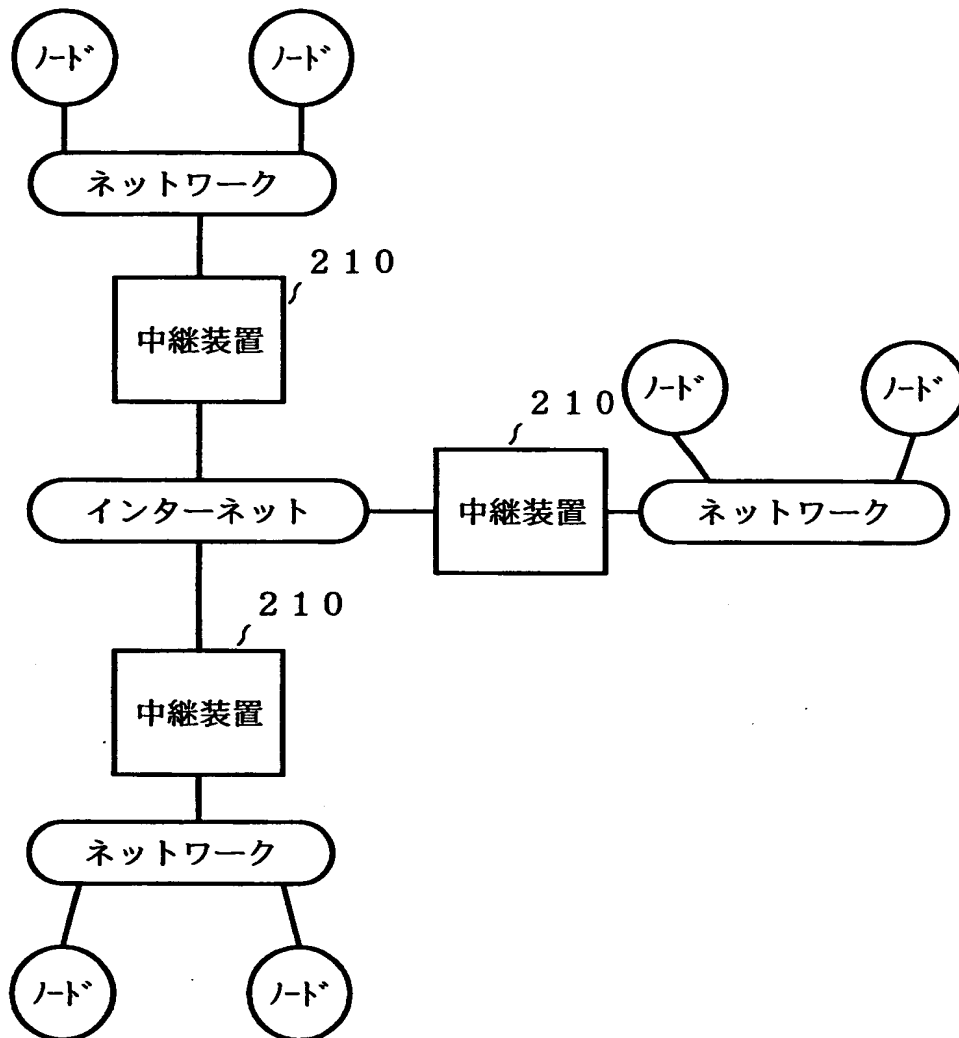 ノード ノード
ネットワーク
２１０
中継装置
ノード ノード
２１０
インターネット
中継装置
ネットワーク
２１０
中継装置
ネットワーク
ノード ノード